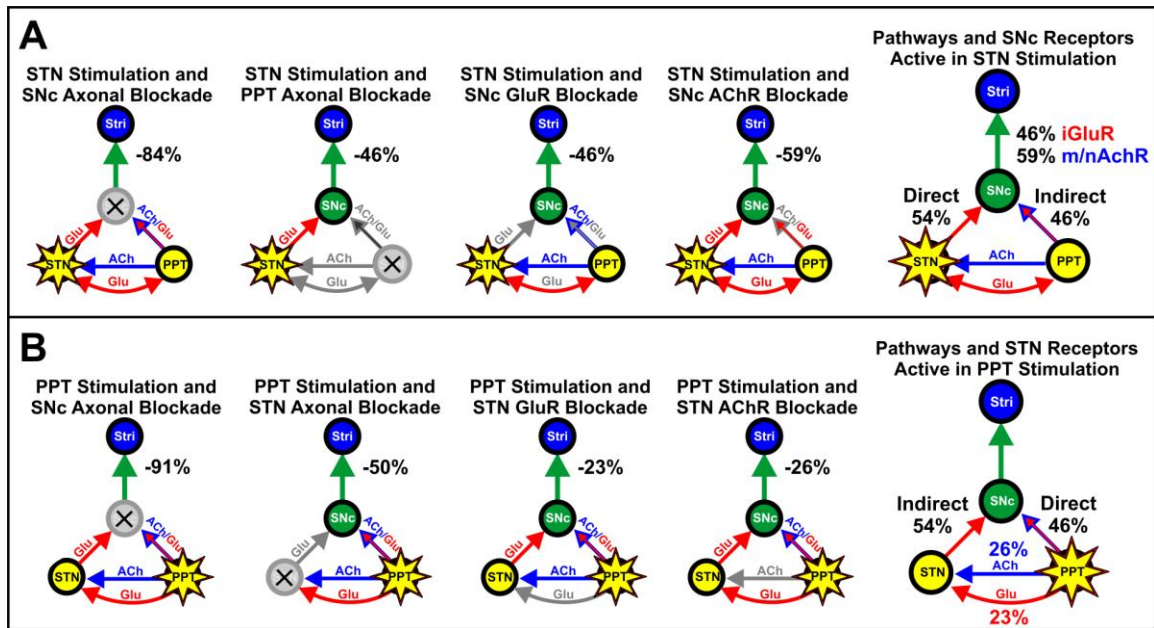 A
STN Stimulation and
SNc Axonal Blockade
Stri
-84%
Glu
ACh/Glu
STN
ACh
PPT
Glu
STN Stimulation and
PPT Axonal Blockade
Stri
-46%
SNc
Glu
ACh/Glu
STN
ACh
Glu
STN Stimulation and
SNc GluR Blockade
Stri
-46%
SNc
Glu
ACh/Glu
STN
ACh
PPT
Glu
STN Stimulation and
SNc AChR Blockade
Stri
-59%
SNc
Glu
ACh/Glu
STN
ACh
PPT
Glu
Pathways and SNc Receptors
Active in STN Stimulation
Stri
46% iGluR
59% m/nAchR
SNc
Direct
54%
Indirect
46%
STN
ACh
PPT
Glu
B
PPT Stimulation and
SNc Axonal Blockade
Stri
-91%
Glu
ACh/Glu
STN
ACh
PPT
Glu
PPT Stimulation and
STN Axonal Blockade
Stri
-50%
SNc
Glu
ACh/Glu
ACh
PPT
Glu
PPT Stimulation and
STN GluR Blockade
Stri
-23%
SNc
Glu
ACh/Glu
STN
ACh
PPT
Glu
PPT Stimulation and
STN AChR Blockade
Stri
-26%
SNc
Glu
ACh/Glu
STN
ACh
PPT
Glu
Pathways and STN Receptors
Active in PPT Stimulation
Stri
SNc
Indirect
54%
Direct
46%
26%
STN
ACh
PPT
Glu
23%